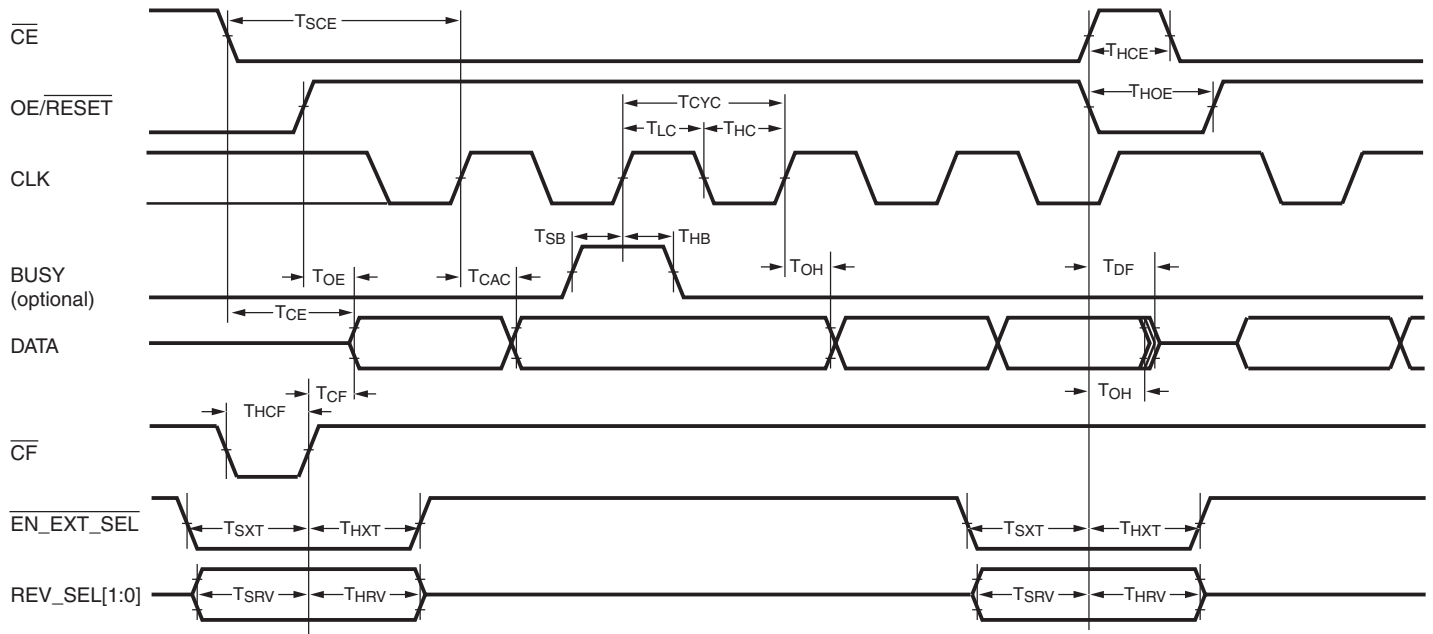 CE
TSCE
THCE
OE/RESET
THOE
TCYC
TLC
THC
CLK
TSB
THB
BUSY
(optional)
TOE
TCAC
TOH
TDF
TCE
DATA
TCF
TOH
THCF
CF
EN_EXT_SEL
TSXT
THXT
TSXT
THXT
REV_SEL[1:0]
TSRV
THRV
TSRV
THRV